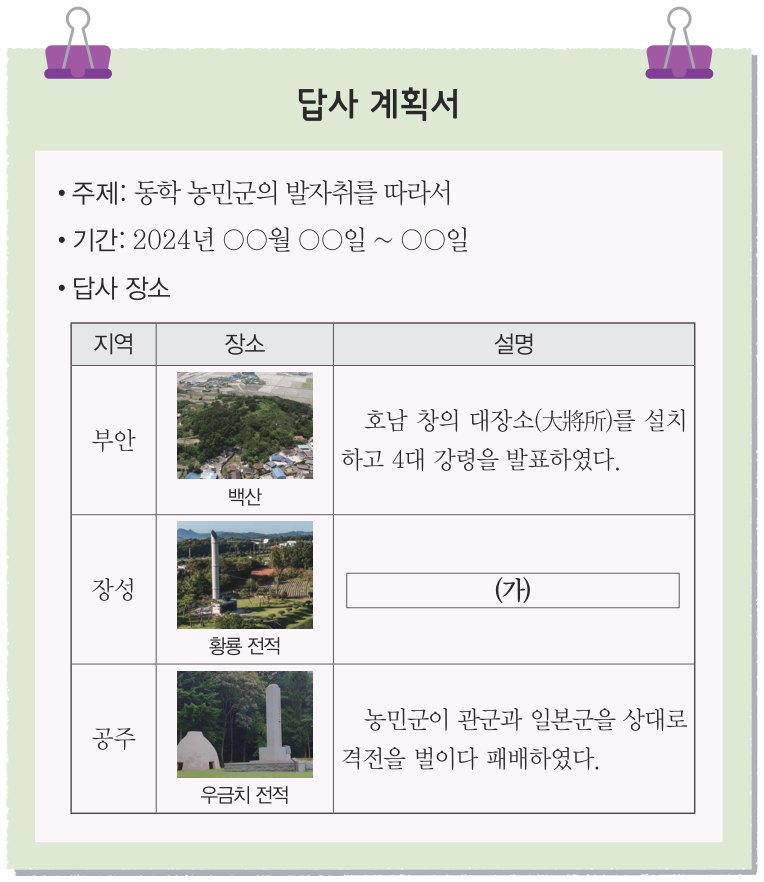 답사 계획서
• 주제: 동학 농민군의 발자취를 따라서
• 기간: 2024년 ○○월 ○○일 ~ ○○일
• 답사 장소
지역 장소 설명
부안
백산
호남 창의 대장소(大將所)를 설치
하고 4대 강령을 발표하였다.
장성
황룡 전적
(가)
공주
우금치 전적
농민군이 관군과 일본군을 상대로
격전을 벌이다 패배하였다.